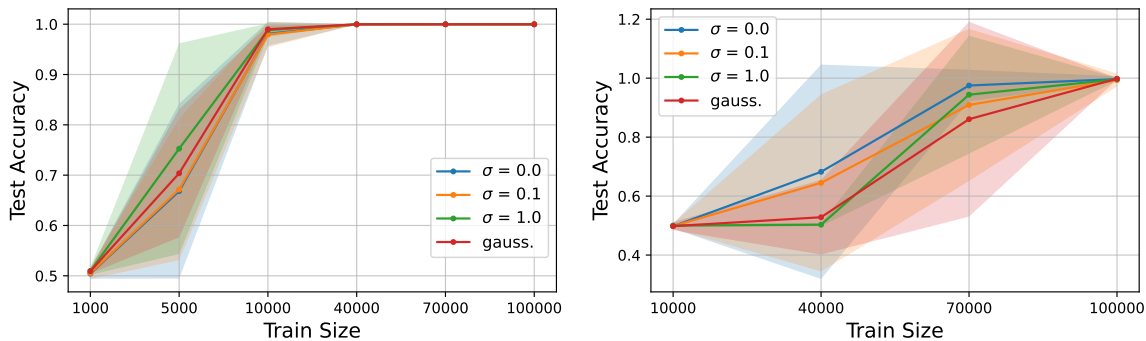 1.0
0.9
0.8
0.7
0.6
0.5
Test Accuracy
σ = 0.0
σ = 0.1
σ = 1.0
gauss.
1000 5000 10000 40000 70000 100000
Train Size
1.2
1.0
0.8
0.6
0.4
Test Accuracy
σ = 0.0
σ = 0.1
σ = 1.0
gauss.
10000 40000 70000 100000
Train Size